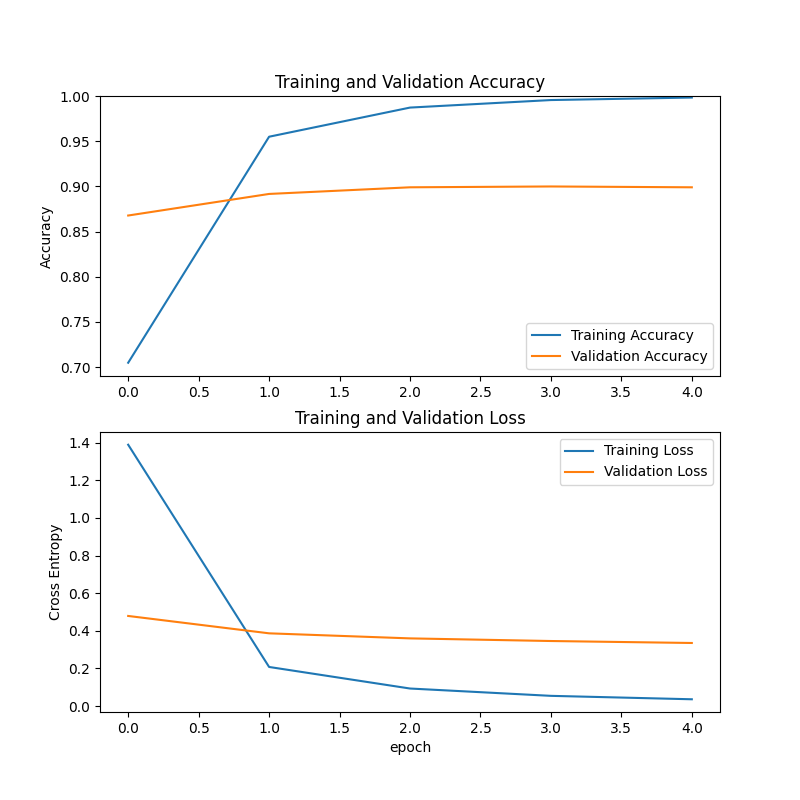 Training and Validation Accuracy
1.00
0.95
0.90
0.85
0.80
0.75
0.70
Accuracy
Training Accuracy
Validation Accuracy
0.0 0.5 1.0 1.5 2.0 2.5 3.0 3.5 4.0
Training and Validation Loss
1.4
1.2
1.0
0.8
0.6
0.4
0.2
0.0
Cross Entropy
Training Loss
Validation Loss
0.0 0.5 1.0 1.5 2.0 2.5 3.0 3.5 4.0
epoch